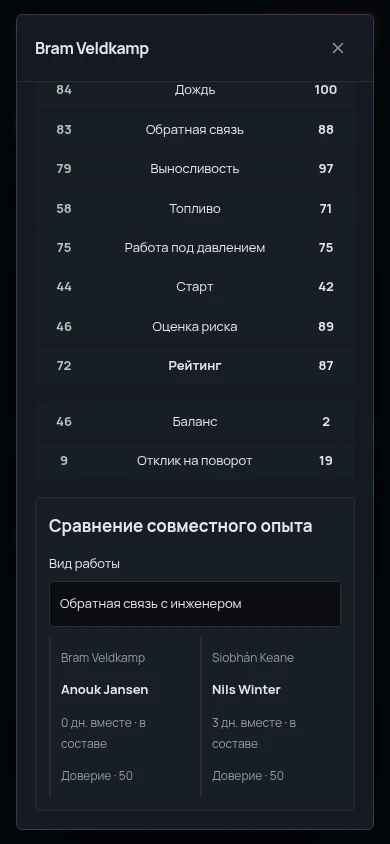 Bram Veldkamp
84 Дождь 100
83 Обратная связь 88
79 Выносливость 97
58 Топливо 71
75 Работа под давлением 75
44 Старт 42
46 Оценка риска 89
72 Рейтинг 87
46 Баланс 2
9 Отклик на поворот 19
Сравнение совместного опыта
Вид работы
Обратная связь с инженером
Bram Veldkamp
Anouk Jansen
0 дн. вместе · в
составе
Доверие · 50
Siobhán Keane
Nils Winter
3 дн. вместе · в
составе
Доверие · 50